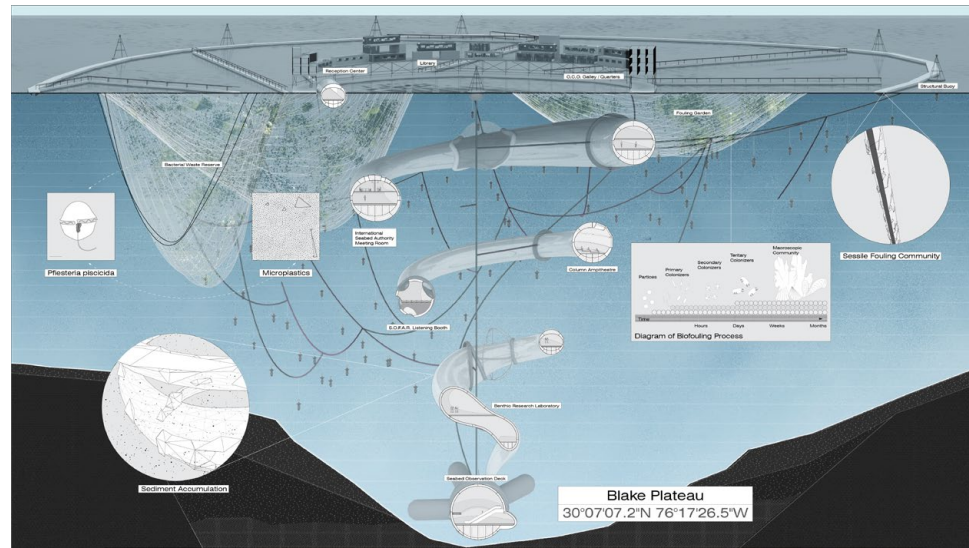 Reception Center
Library
O.C.O. Galley / Quarters
Structural Buoy
Fouling Garden
Bacterial Waste Reserve
Pfiesteria piscicida
Microplastics
International
Seabed Authority
Meeting Room
Column Ampitheatre
S.O.F.A.R. Listening Booth
Sessile Fouling Community
Particles
Primary
Colonizers
Secondary
Colonizers
Tertiary
Colonizers
Macroscopic
Community
Time
Hours
Days
Weeks
Months
Diagram of Biofouling Process
Benthic Research Laboratory
Sediment Accumulation
Seabed Observation Deck
Blake Plateau
30°07'07.2"N 76°17'26.5"W